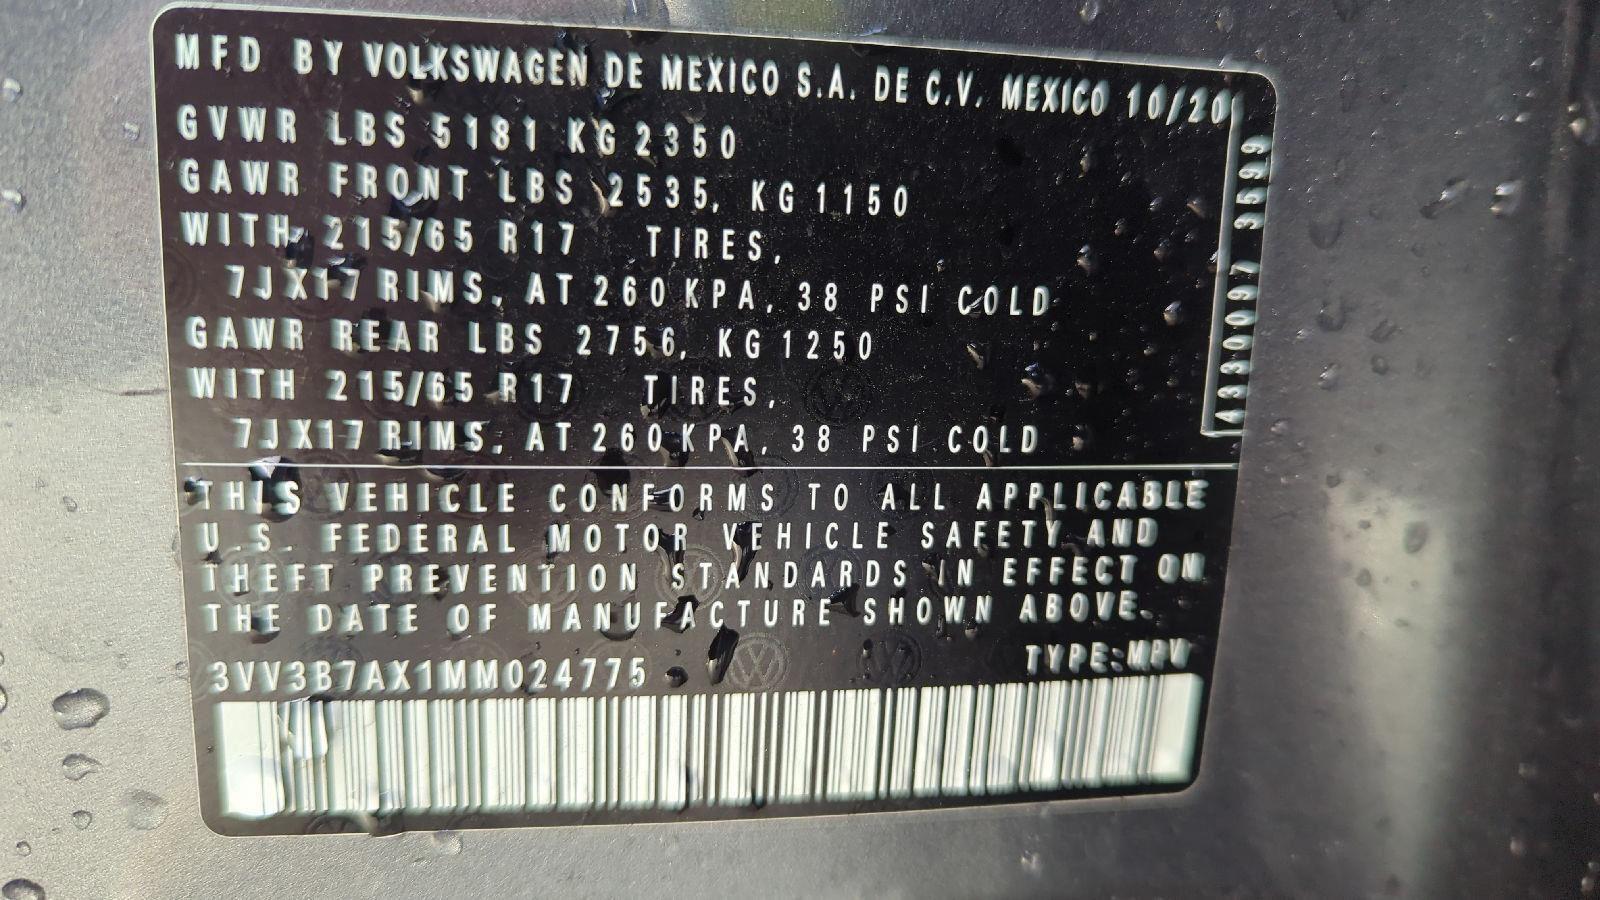 MFD BY VOLKSWAGEN DE MEXICO S.A. DE C.V. MEXICO 10/20
GVWR LBS 5181 KG 2350
GAWR FRONT LBS 2535, KG 1150
WITH 215/65 R17 TIRES,
7JX17 RIMS, AT 260 KPA, 38 PSI COLD
GAWR REAR LBS 2756, KG 1250
WITH 215/65 R17 TIRES,
7JX17 RIMS, AT 260 KPA, 38 PSI COLD
4330097 3599
THIS VEHICLE CONFORMS TO ALL APPLICABLE
U.S. FEDERAL MOTOR VEHICLE SAFETY AND
THEFT PREVENTION STANDARDS IN EFFECT ON
THE DATE OF MANUFACTURE SHOWN ABOVE.
3VV3B7AX1MM024775
TYPE:MPV